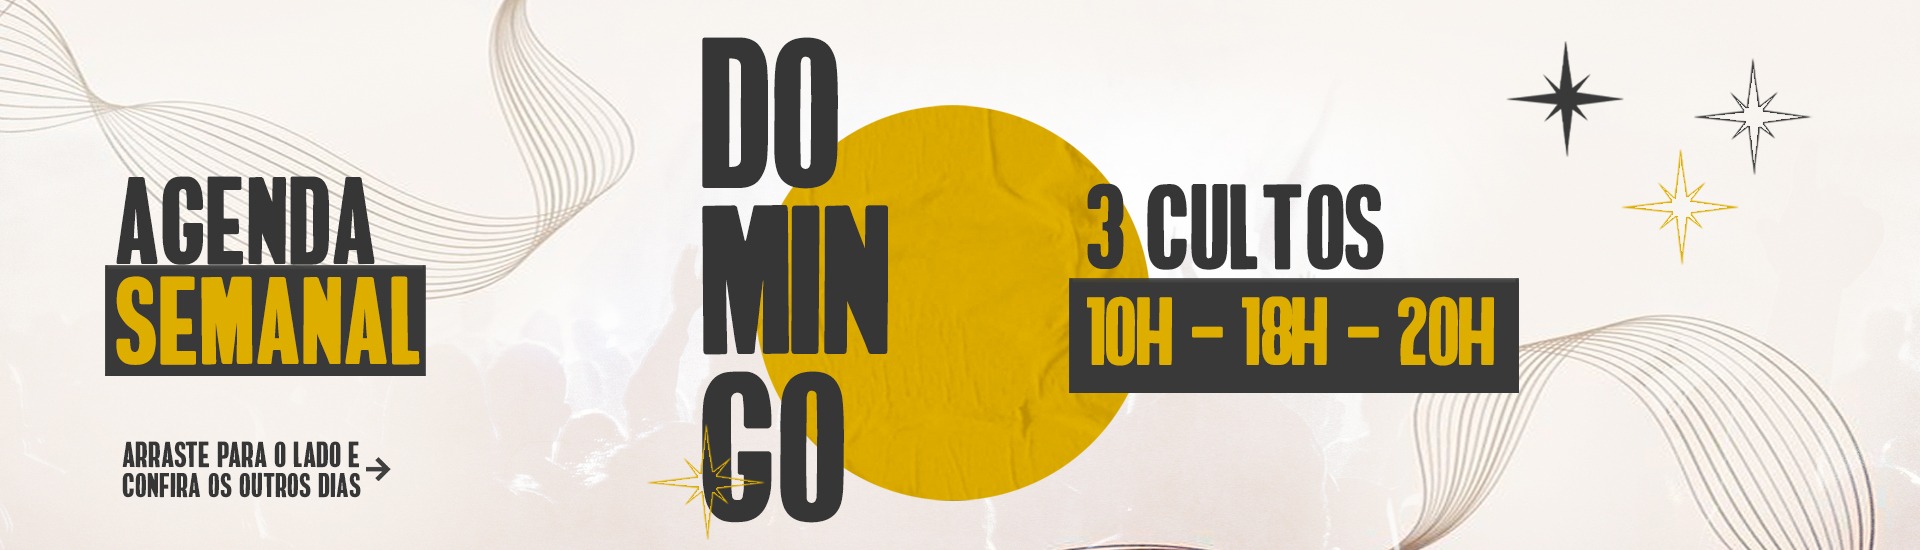 AGENDA
SEMANAL
ARRASTE PARA O LADO E
CONFIRA OS OUTROS DIAS
DO
MIN
GO
3 CULTOS
10H - 18H - 20H